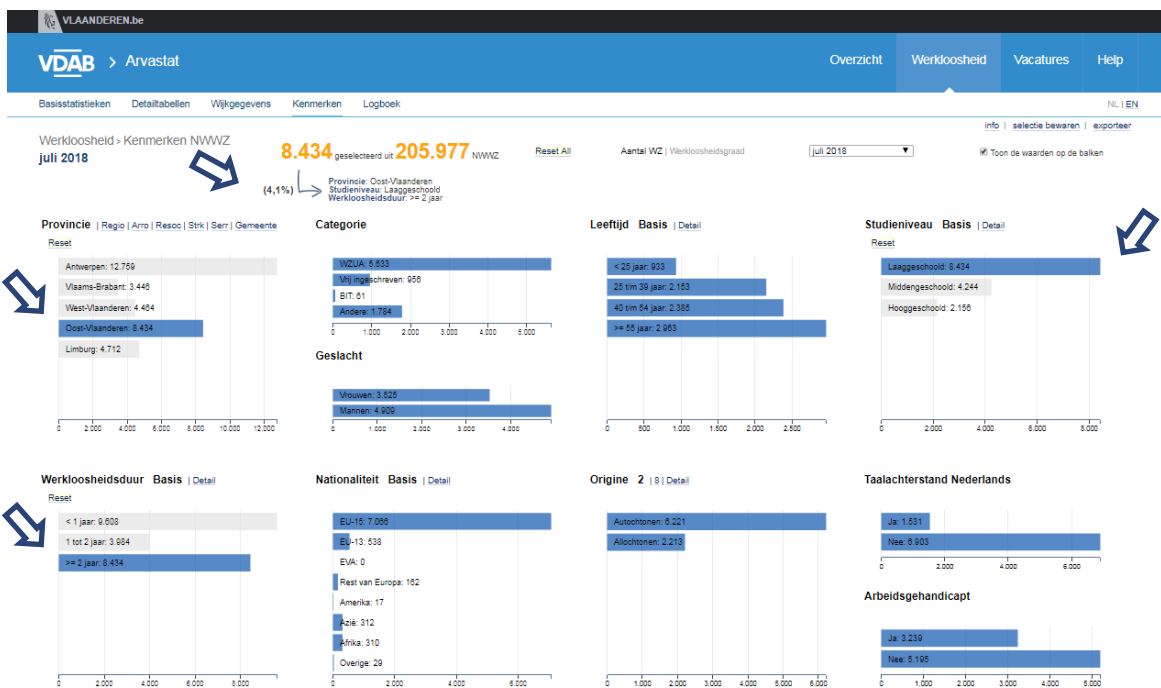 VLAANDEREN.be
VDAB > Arvastat
Overzicht Werkloosheid Vacatures Help
Basisstatistieken Detailtabellen Wijkgegevens Kenmerken Logboek
NL | EN
info | selectie bewaren | exporteer
Werkloosheid > Kenmerken NWWZ
juli 2018
8.434 geselecteerd uit 205.977 NWWZ
Reset All
Aantal WZ | Werkloosheidsgraad
juli 2018
Toon de waarden op de balken
(4,1%)
Provincie: Oost-Vlaanderen
Studieniveau: Laaggeschoold
Werkloosheidsduur: >= 2 jaar
Provincie | Regio | Arro | Resoc | Strk | Serr | Gemeente
Reset
Antwerpen: 12.759
Vlaams-Brabant: 3.446
West-Vlaanderen: 4.464
Oost-Vlaanderen: 8.434
Limburg: 4.712
0 2.000 4.000 6.000 8.000 10.000 12.000
Categorie
WZUA: 5.633
Vrij ingeschreven: 956
BIT: 61
Andere: 1.784
0 1.000 2.000 3.000 4.000 5.000
Geslacht
Vrouwen: 3.525
Mannen: 4.909
0 1.000 2.000 3.000 4.000
Leeftijd Basis | Detail
< 25 jaar: 933
25 t/m 39 jaar: 2.153
40 t/m 54 jaar: 2.385
>= 55 jaar: 2.963
0 500 1.000 1.500 2.000 2.500
Studieniveau Basis | Detail
Reset
Laaggeschoold: 8.434
Middengeschoold: 4.244
Hooggeschoold: 2.156
0 2.000 4.000 6.000 8.000
Werkloosheidsduur Basis | Detail
Reset
< 1 jaar: 9.608
1 tot 2 jaar: 3.984
>= 2 jaar: 8.434
0 2.000 4.000 6.000 8.000
Nationaliteit Basis | Detail
EU-15: 7.066
EU-13: 538
EVA: 0
Rest van Europa: 162
Amerika: 17
Azië: 312
Afrika: 310
Overige: 29
0 2.000 4.000 6.000
Origine 2 | 8 | Detail
Autochtonen: 6.221
Allochtonen: 2.213
0 1.000 2.000 3.000 4.000 5.000 6.000
Taalachterstand Nederlands
Ja: 1.531
Nee: 6.903
0 2.000 4.000 6.000
Arbeidsgehandicapt
Ja: 3.239
Nee: 5.195
0 1.000 2.000 3.000 4.000 5.000